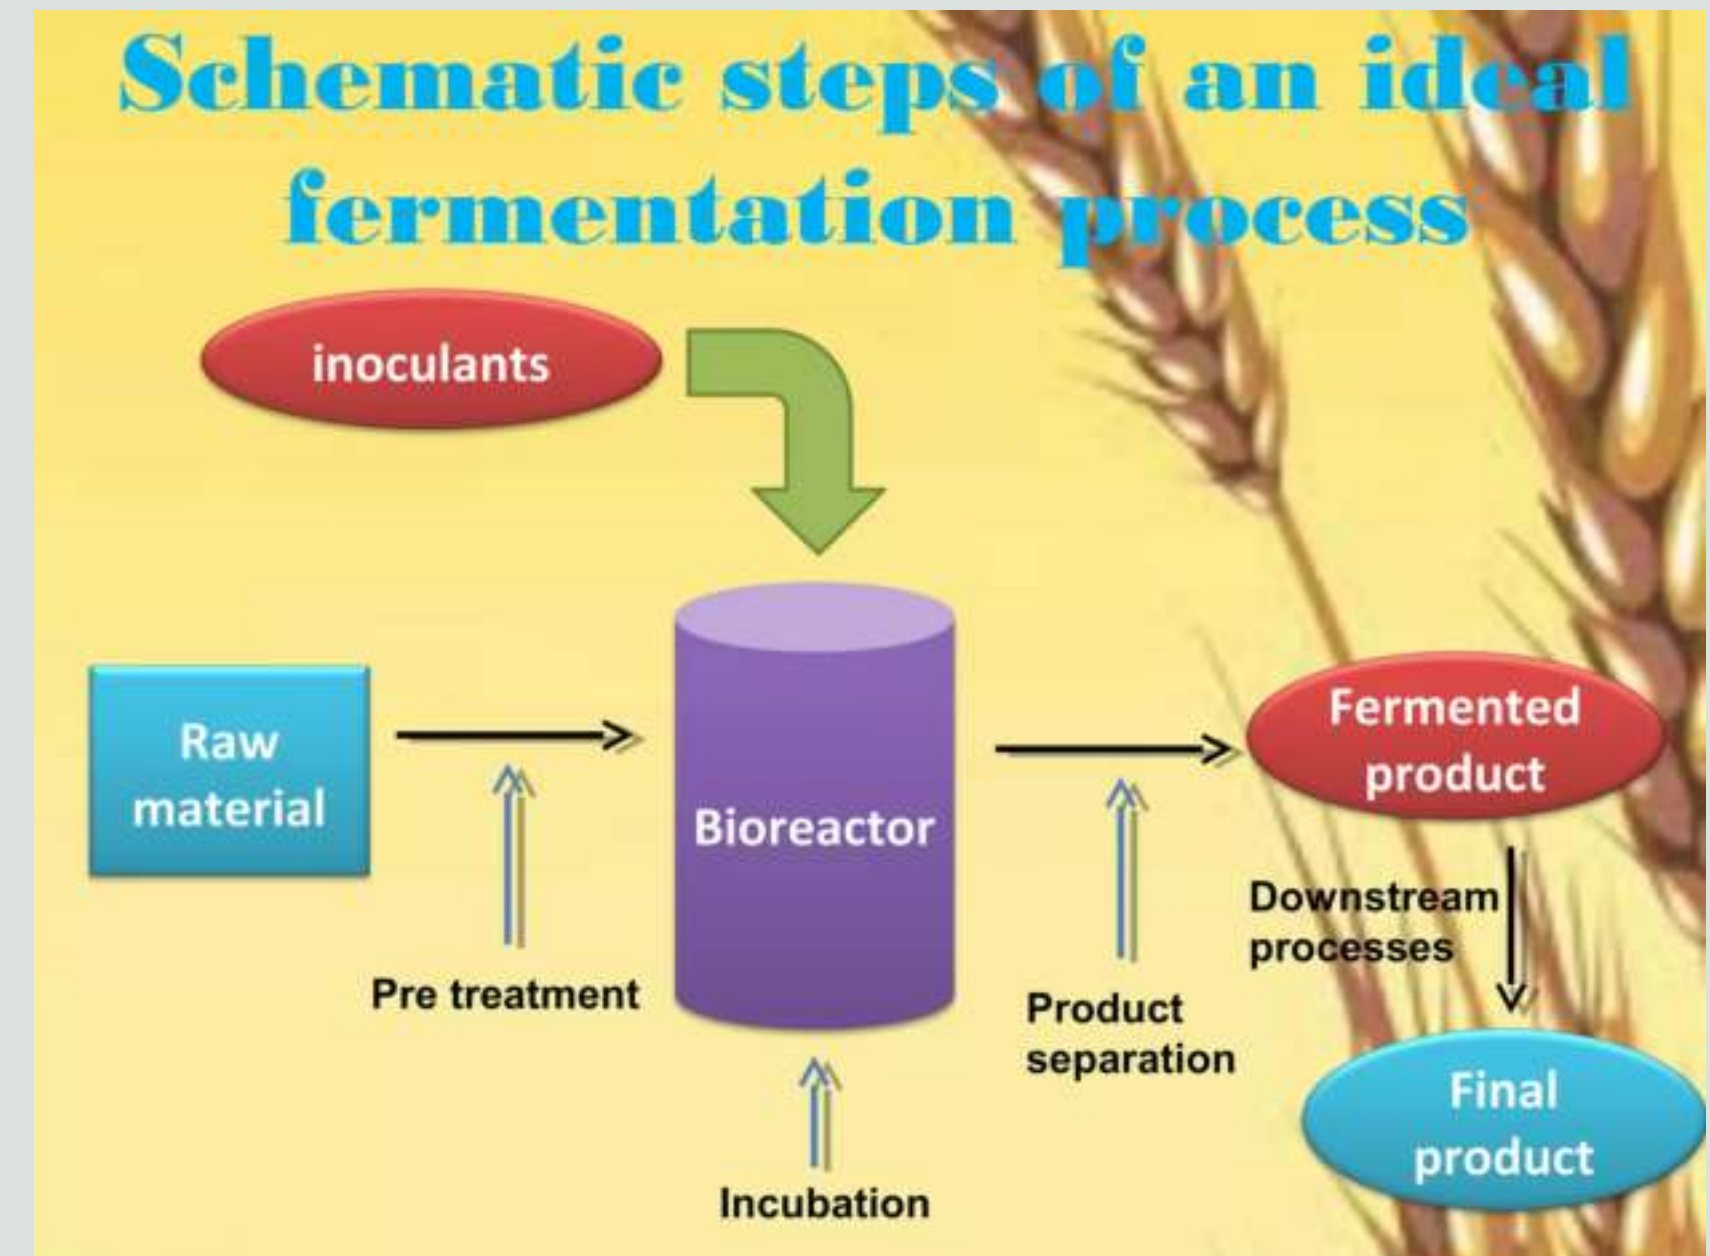 Schematic steps of an ideal
fermentation process
inoculants
Raw
material
Pre treatment
Bioreactor
Incubation
Product
separation
Fermented
product
Downstream
processes
Final
product